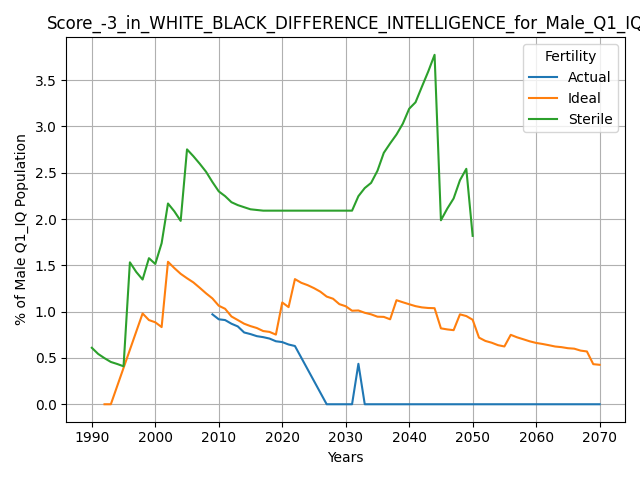 Score_-3_in_WHITE_BLACK_DIFFERENCE_INTELLIGENCE_for_Male_Q1_IQ
Fertility
Actual
Ideal
Sterile
% of Male Q1_IQ Population
3.5
3.0
2.5
2.0
1.5
1.0
0.5
0.0
1990 2000 2010 2020 2030 2040 2050 2060 2070
Years